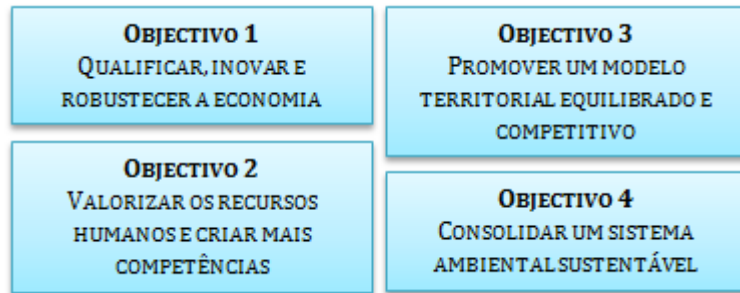 OBJECTIVO 1
QUALIFICAR, INOVAR E
ROBUSTECER A ECONOMIA
OBJECTIVO 2
VALORIZAR OS RECURSOS
HUMANOS E CRIAR MAIS
COMPETÊNCIAS
OBJECTIVO 3
PROMOVER UM MODELO
TERRITORIAL EQUILIBRADO E
COMPETITIVO
OBJECTIVO 4
CONSOLIDAR UM SISTEMA
AMBIENTAL SUSTENTÁVEL